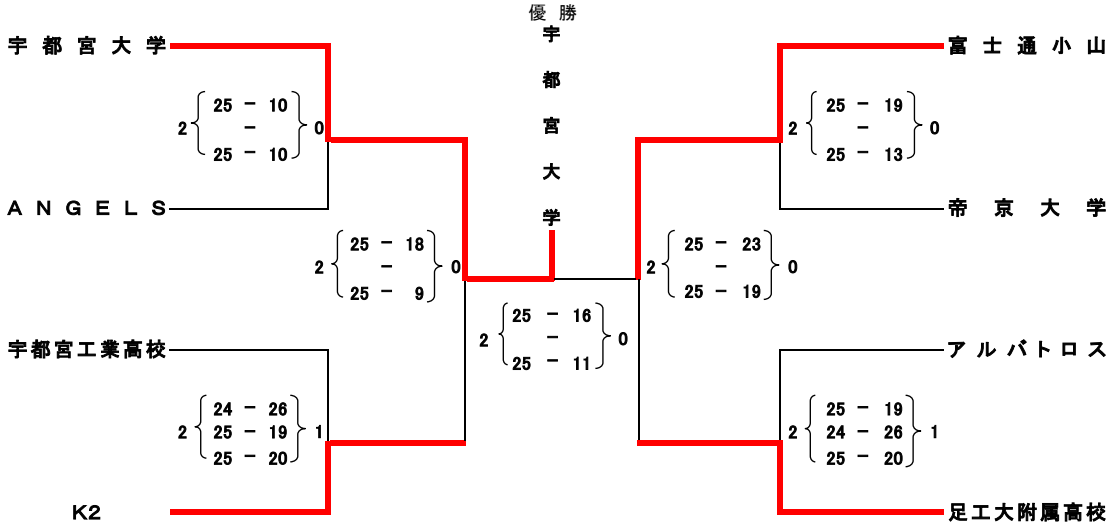 優勝
宇都宮大学
宇都宮大学
25 － 10
2 － 0
25 － 10
ANGELS
25 － 18
2 － 0
25 － 9
宇都宮工業高校
24 － 26
2 25 － 19 1
25 － 20
K2
25 － 16
2 － 0
25 － 11
富士通小山
25 － 19
2 － 0
25 － 13
帝京大学
25 － 23
2 － 0
25 － 19
アルバトロス
25 － 19
2 24 － 26 1
25 － 20
足工大附属高校